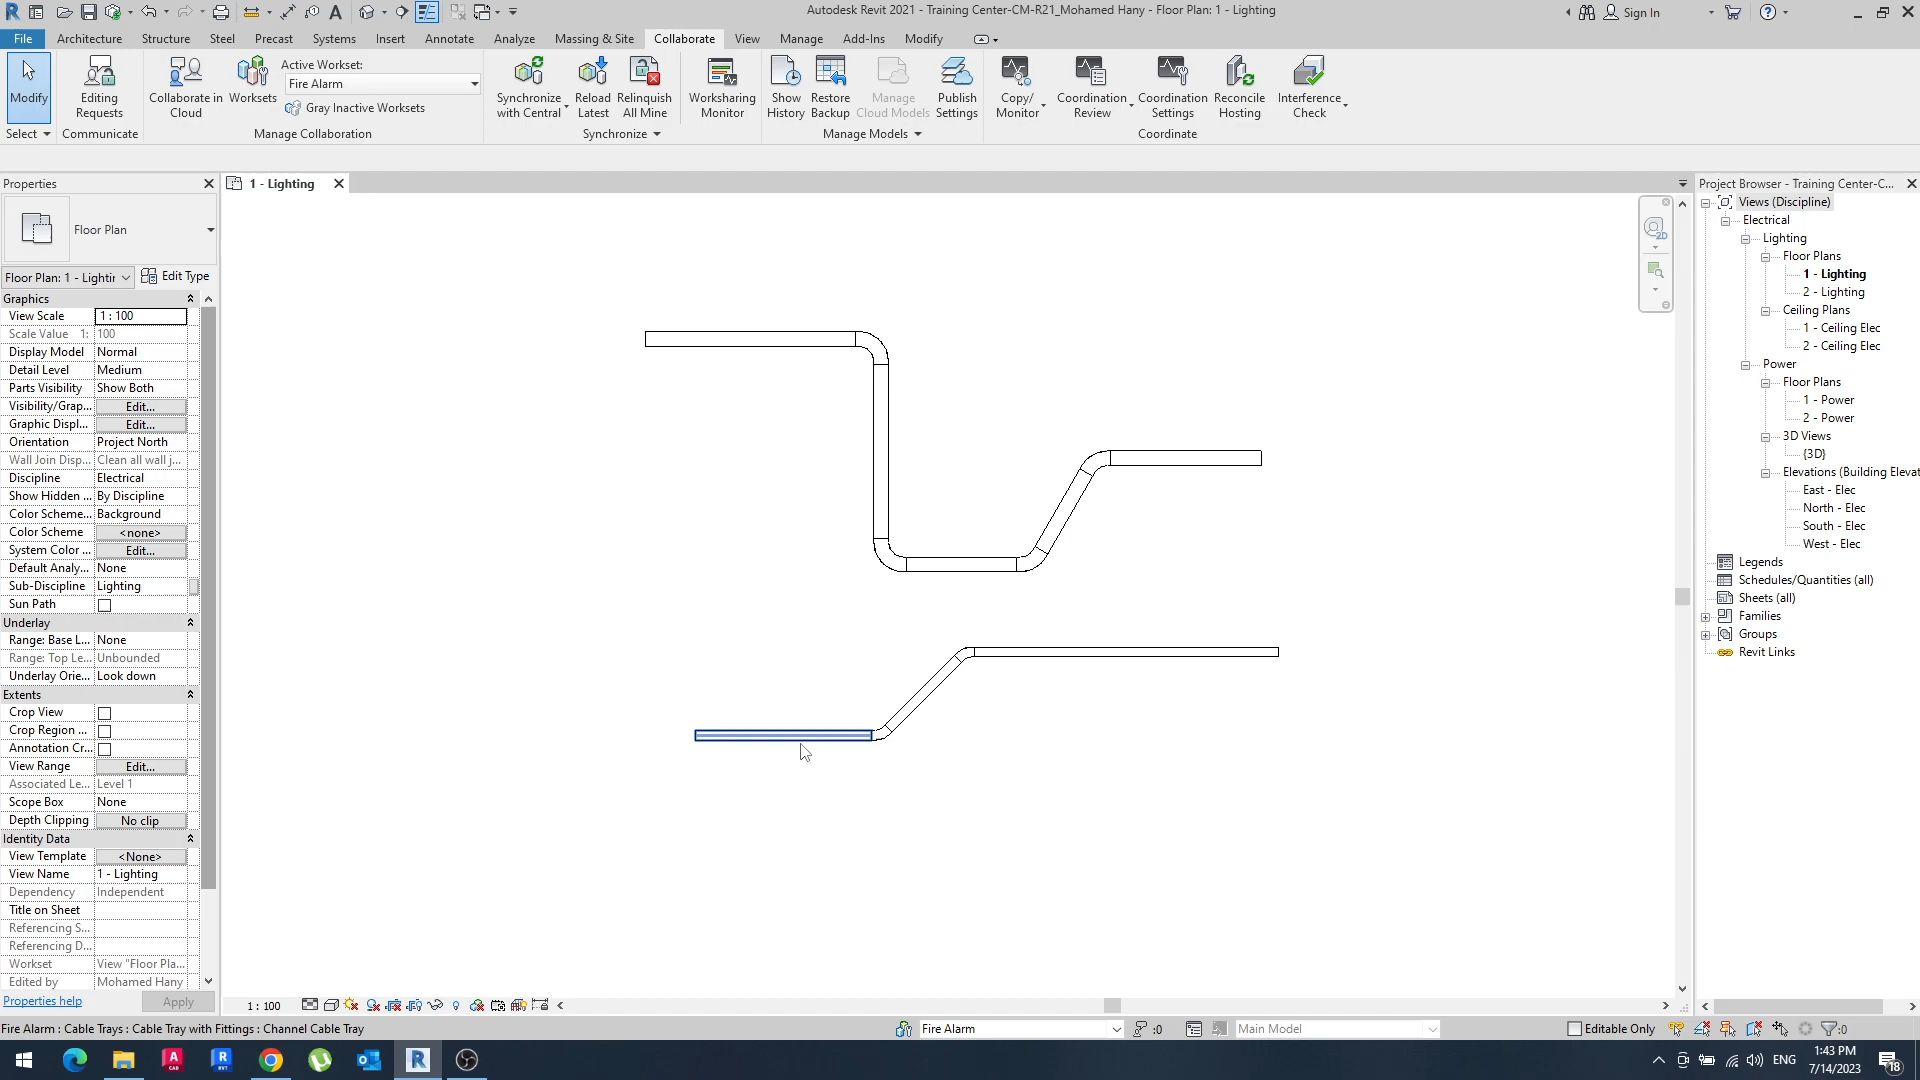 Autodesk Revit 2021 - Training Center-CM-R21_Mohamed Hany - Floor Plan: 1 - Lighting
Sign In
File Architecture Structure Steel Precast Systems Insert Annotate Analyze Massing & Site Collaborate View Manage Add-Ins Modify
Modify
Editing Requests
Collaborate in Cloud
Worksets
Active Workset:
Fire Alarm
Gray Inactive Worksets
Synchronize with Central
Reload Latest
Relinquish All Mine
Worksharing Monitor
Show History
Restore Backup
Manage Cloud Models
Publish Settings
Copy/ Monitor
Coordination Review
Coordination Settings
Reconcile Hosting
Interference Check
Select Communicate Manage Collaboration Synchronize Manage Models Coordinate
Properties
Floor Plan
Floor Plan: 1 - Lightir Edit Type
Graphics
View Scale 1 : 100
Scale Value 1: 100
Display Model Normal
Detail Level Medium
Parts Visibility Show Both
Visibility/Grap... Edit...
Graphic Displ... Edit...
Orientation Project North
Wall Join Disp... Clean all wall j...
Discipline Electrical
Show Hidden ... By Discipline
Color Scheme... Background
Color Scheme <none>
System Color ... Edit...
Default Analy... None
Sub-Discipline Lighting
Sun Path
Underlay
Range: Base L... None
Range: Top Le... Unbounded
Underlay Orie... Look down
Extents
Crop View
Crop Region ...
Annotation Cr...
View Range Edit...
Associated Le... Level 1
Scope Box None
Depth Clipping No clip
Identity Data
View Template <None>
View Name 1 - Lighting
Dependency Independent
Title on Sheet
Referencing S...
Referencing D...
Workset View "Floor Pla...
Edited by Mohamed Hany
Properties help Apply
1 - Lighting
2D
Project Browser - Training Center-C...
Views (Discipline)
Electrical
Lighting
Floor Plans
1 - Lighting
2 - Lighting
Ceiling Plans
1 - Ceiling Elec
2 - Ceiling Elec
Power
Floor Plans
1 - Power
2 - Power
3D Views
{3D}
Elevations (Building Elevat
East - Elec
North - Elec
South - Elec
West - Elec
Legends
Schedules/Quantities (all)
Sheets (all)
Families
Groups
Revit Links
1 : 100
Fire Alarm : Cable Trays : Cable Tray with Fittings : Channel Cable Tray
Fire Alarm :0 Main Model Editable Only :0
ENG
1:43 PM
7/14/2023
18